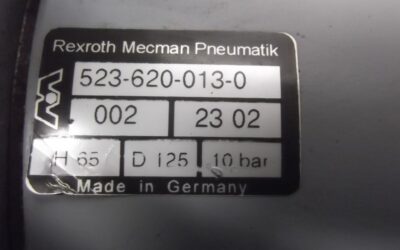 Rexroth Mecman Pneumatik
523-620-013-0
002 23 02
H 65 D 125 10 bar
Made in Germany